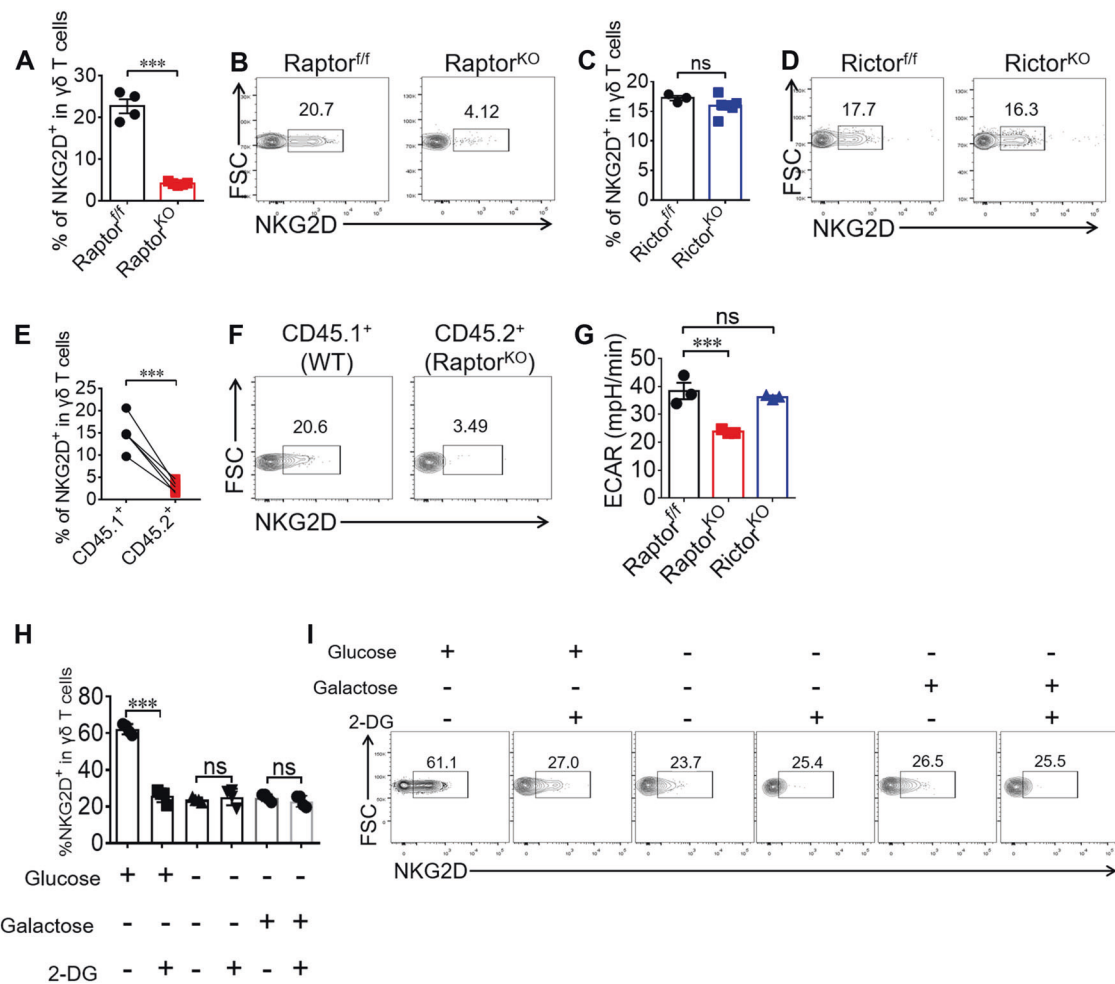 A
% of NKG2D⁺ in γδ T cells
***
30
20
10
0
Raptorᶠ/ᶠ
Raptorᴷᴼ
B
Raptorᶠ/ᶠ
Raptorᴷᴼ
20.7
4.12
FSC
NKG2D
C
% of NKG2D⁺ in γδ T cells
ns
20
15
10
5
0
Rictorᶠ/ᶠ
Rictorᴷᴼ
D
Rictorᶠ/ᶠ
Rictorᴷᴼ
17.7
16.3
FSC
NKG2D
E
% of NKG2D⁺ in γδ T cells
***
25
20
15
10
5
0
CD45.1⁺
CD45.2⁺
F
CD45.1⁺
(WT)
CD45.2⁺
(Raptorᴷᴼ)
20.6
3.49
FSC
NKG2D
G
ECAR (mpH/min)
ns
***
50
40
30
20
10
0
Raptorᶠ/ᶠ
Raptorᴷᴼ
Rictorᴷᴼ
H
%NKG2D⁺ in γδ T cells
80
60
40
20
0
*** ns ns
Glucose + + - - - -
Galactose - - - - + +
2-DG - + - + - +
I
Glucose + + - - - -
Galactose - - - - + +
2-DG - + - + - +
61.1 27.0 23.7 25.4 26.5 25.5
FSC
NKG2D